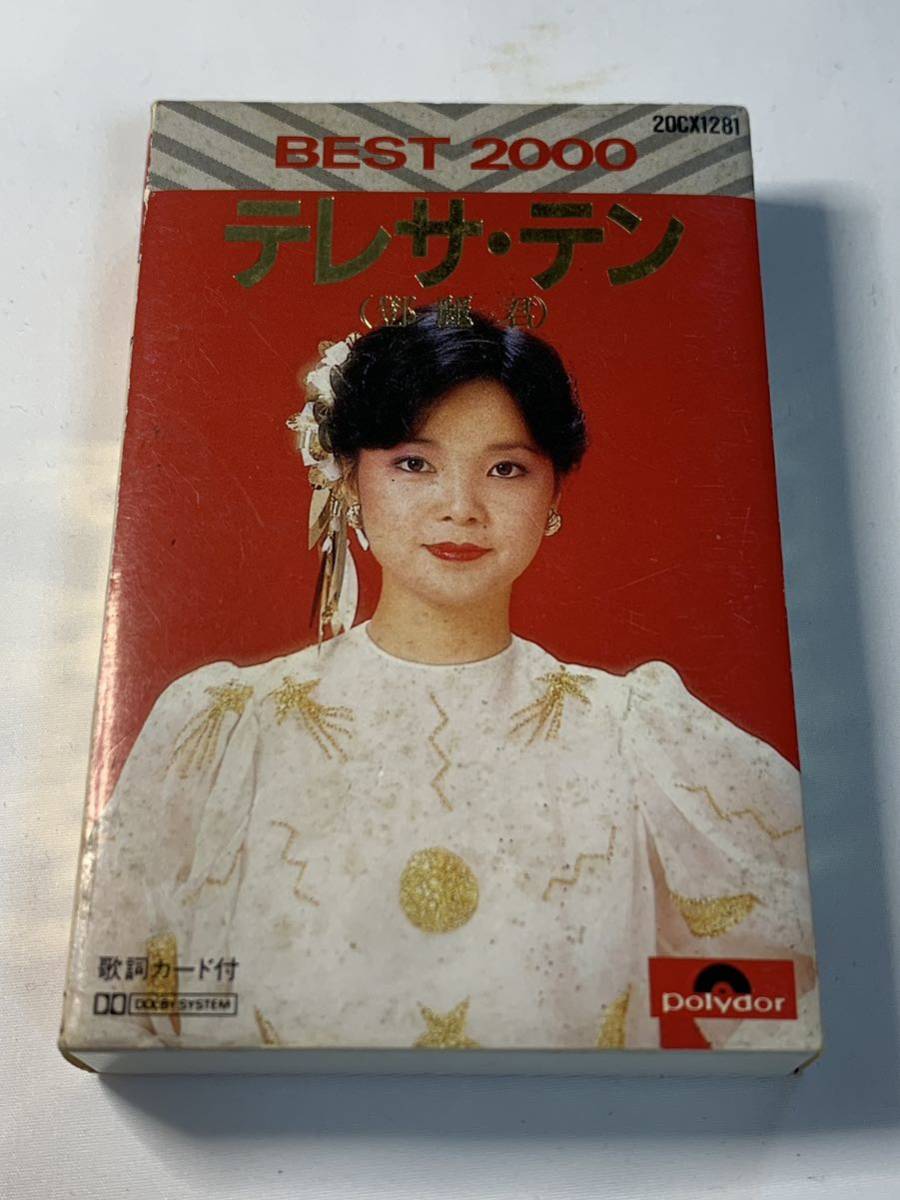 20CX1281
BEST 2000
テレサ・テン
(鄧麗君)
歌詞カード付
DOLBY SYSTEM
polydor